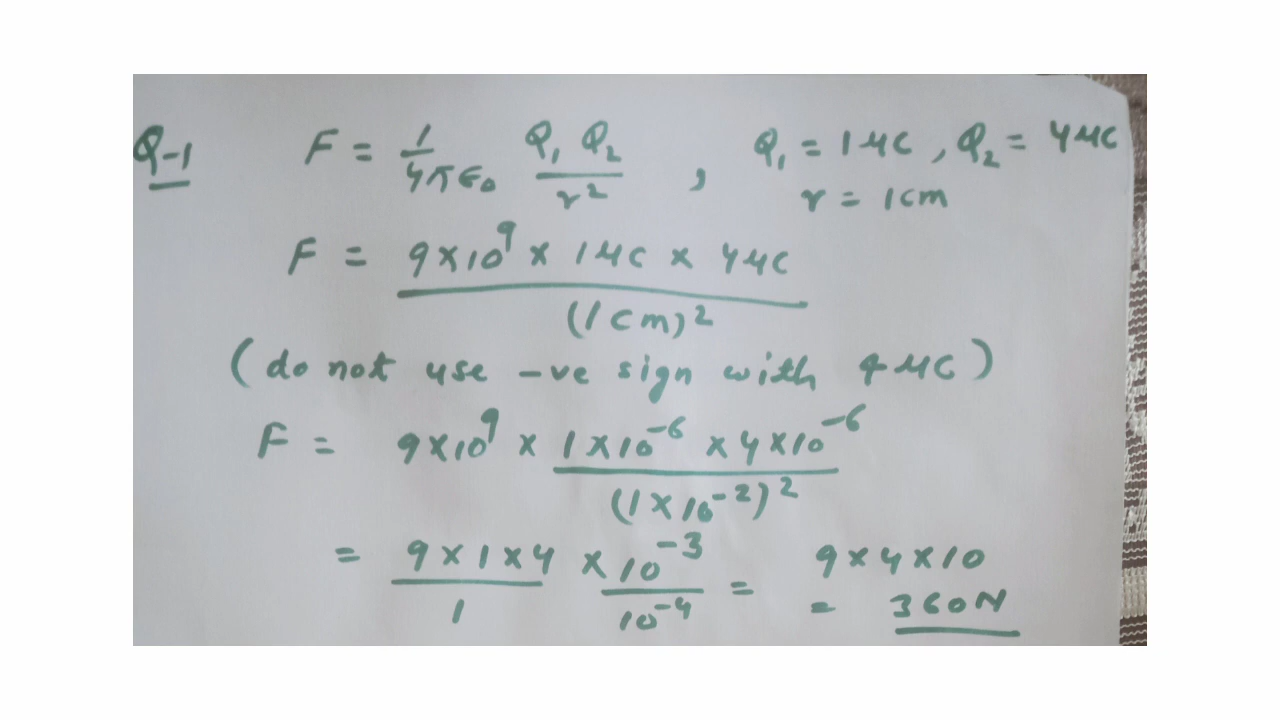 Q-1 F = 1/4πϵ₀ Q₁ Q₂/r² , Q₁ = 1μC , Q₂ = 4μC
r = 1cm
F = 9×10⁹ × 1μC × 4μC/(1cm)²
(do not use -ve sign with 4μC)
F = 9×10⁹ × 1×10⁻⁶ × 4×10⁻⁶/(1×10⁻²)²
= 9×1×4/1 × 10⁻³/10⁻⁴ = 9×4×10
= 360N